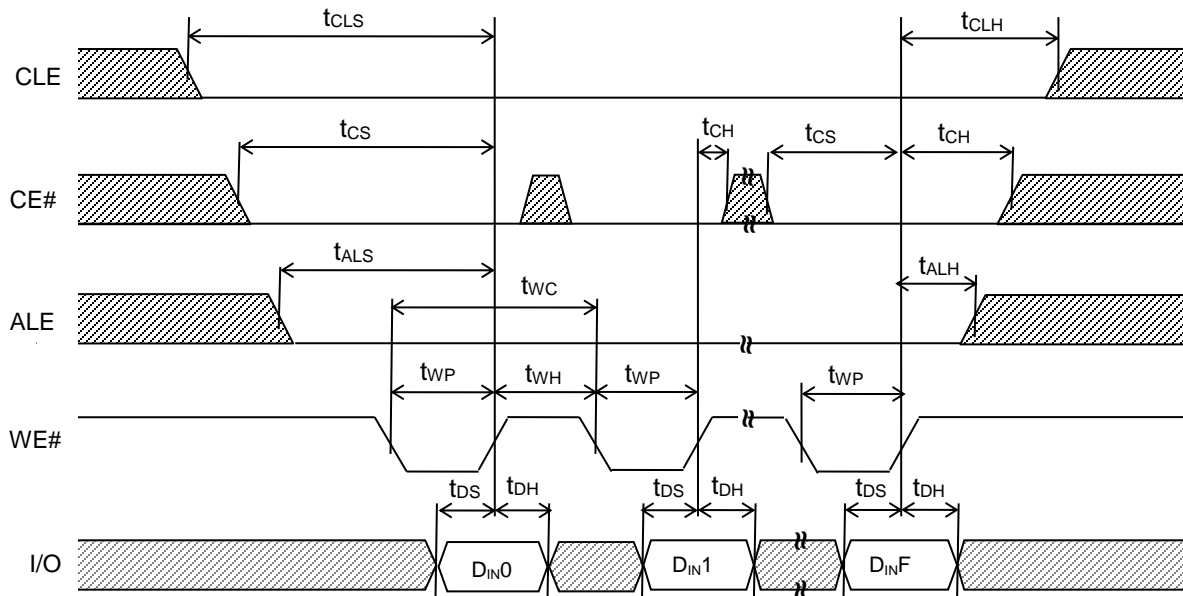 tCLS
tCLH
CLE
tCS
tCH
tCS
tCH
CE#
tALS
tALH
tWC
ALE
tWP
tWH
tWP
tWP
WE#
tDS
tDH
tDS
tDH
tDS
tDH
I/O
DIN0
DIN1
DINF